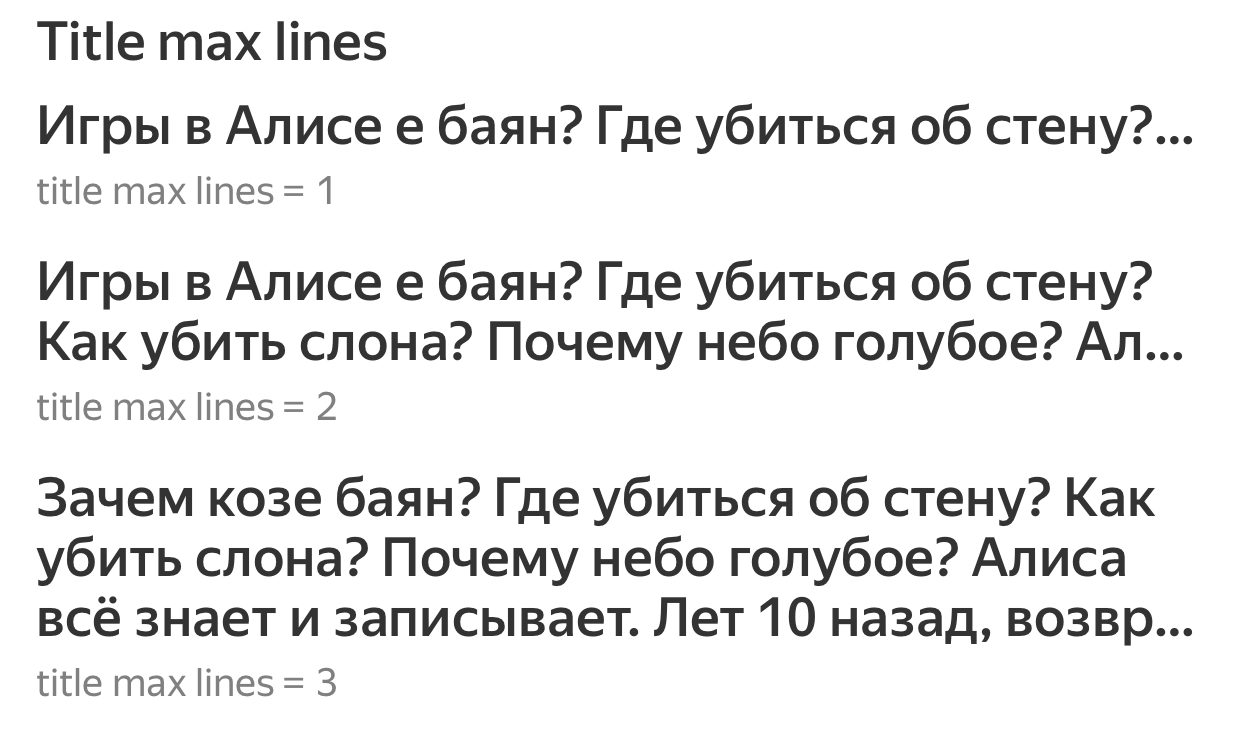 Title max lines
Игры в Алисе е баян? Где убиться об стену?...
title max lines = 1
Игры в Алисе е баян? Где убиться об стену?
Как убить слона? Почему небо голубое? Ал...
title max lines = 2
Зачем козе баян? Где убиться об стену? Как
убить слона? Почему небо голубое? Алиса
всё знает и записывает. Лет 10 назад, возвр...
title max lines = 3